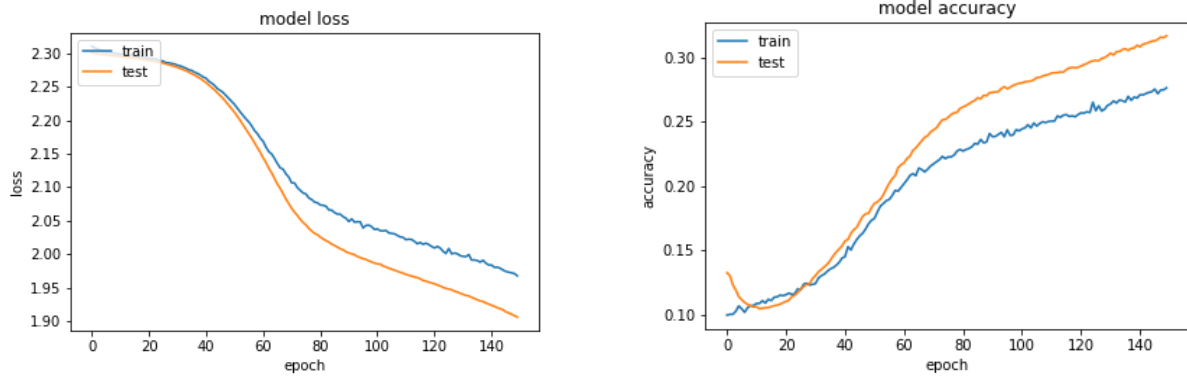 model loss
train
test
2.30
2.25
2.20
2.15
2.10
2.05
2.00
1.95
1.90
loss
0 20 40 60 80 100 120 140
epoch
model accuracy
train
test
0.30
0.25
0.20
0.15
0.10
accuracy
0 20 40 60 80 100 120 140
epoch